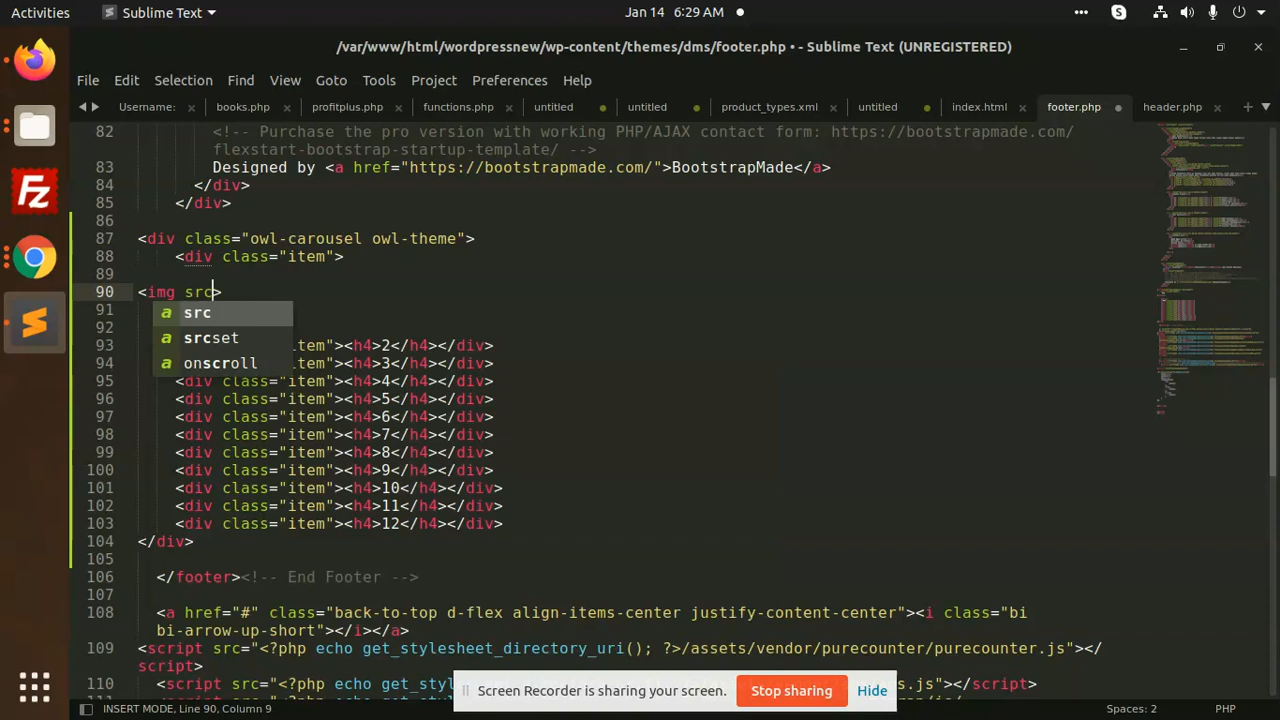 Activities
Sublime Text
Jan 14 6:29 AM
/var/www/html/wordpressnew/wp-content/themes/dms/footer.php • - Sublime Text (UNREGISTERED)
File Edit Selection Find View Goto Tools Project Preferences Help
Username: books.php profitplus.php functions.php untitled untitled product_types.xml untitled index.html footer.php header.php
82 <!-- Purchase the pro version with working PHP/AJAX contact form: https://bootstrapmade.com/
flexstart-bootstrap-startup-template/ -->
83 Designed by <a href="https://bootstrapmade.com/">BootstrapMade</a>
84 </div>
85 </div>
86
87 <div class="owl-carousel owl-theme">
88 <div class="item">
89
90 <img src>
91 src
92 srcset
93 item"><h4>2</h4></div>
94 onscroll item"><h4>3</h4></div>
95 <div class="item"><h4>4</h4></div>
96 <div class="item"><h4>5</h4></div>
97 <div class="item"><h4>6</h4></div>
98 <div class="item"><h4>7</h4></div>
99 <div class="item"><h4>8</h4></div>
100 <div class="item"><h4>9</h4></div>
101 <div class="item"><h4>10</h4></div>
102 <div class="item"><h4>11</h4></div>
103 <div class="item"><h4>12</h4></div>
104 </div>
105
106 </footer><!-- End Footer -->
107
108 <a href="#" class="back-to-top d-flex align-items-center justify-content-center"><i class="bi
bi-arrow-up-short"></i></a>
109 <script src="<?php echo get_stylesheet_directory_uri(); ?>/assets/vendor/purecounter/purecounter.js"></
script>
110 <script src="<?php echo get_sty s.js"></script>
Screen Recorder is sharing your screen. Stop sharing Hide
INSERT MODE, Line 90, Column 9
Spaces: 2
PHP